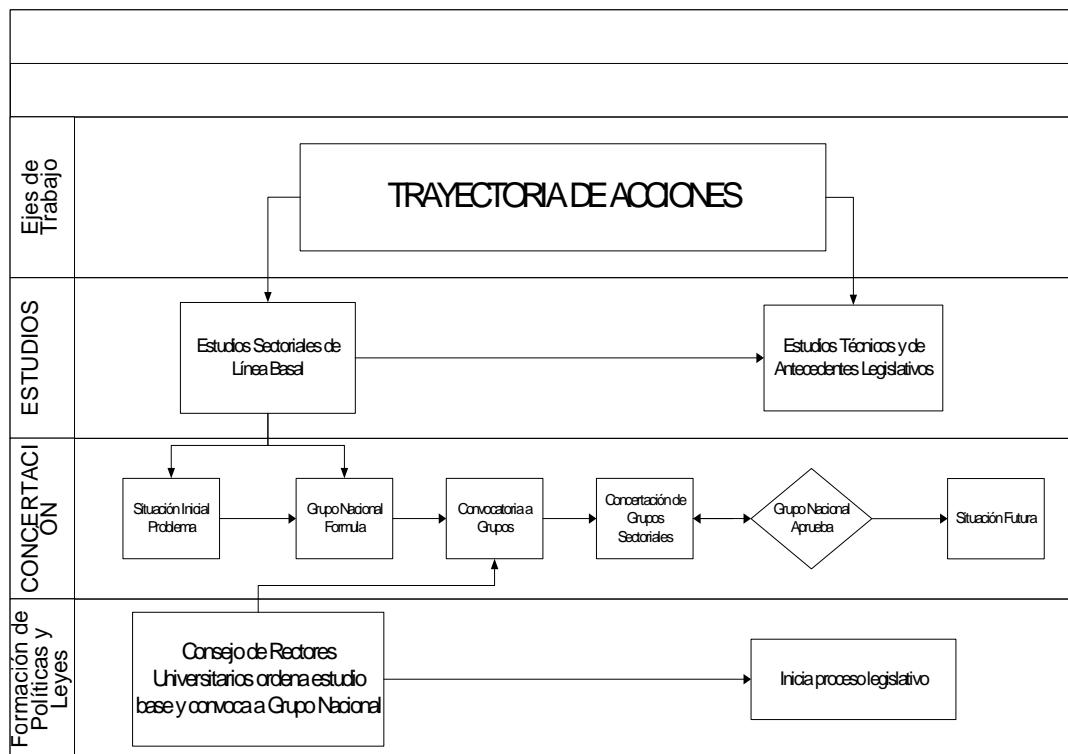 Ejes de
Trabajo
TRAYECTORIA DE ACCIONES
ESTUDIOS
Estudios Sectoriales de
Línea Basal
Estudios Técnicos y de
Antecedentes Legislativos
CONCERTACI
ÓN
Situación Inicial
Problema
Grupo Nacional
Formula
Convocatoria a
Grupos
Concertación de
Grupos
Sectoriales
Grupo Nacional
Aprueba
Situación Futura
Formación de
Políticas y
Leyes
Consejo de Rectores
Universitarios ordena estudio
base y convoca a Grupo Nacional
Inicia proceso legislativo